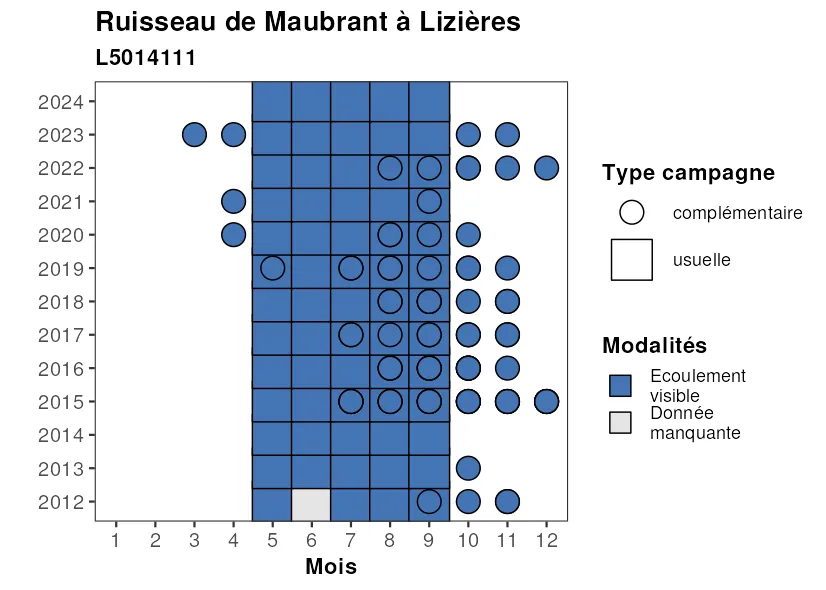 Ruisseau de Maubrant à Lizières
L5014111
2024
2023
2022
2021
2020
2019
2018
2017
2016
2015
2014
2013
2012
1 2 3 4 5 6 7 8 9 10 11 12
Mois
Type campagne
complémentaire
usuelle
Modalités
Ecoulement
visible
Donnée
manquante